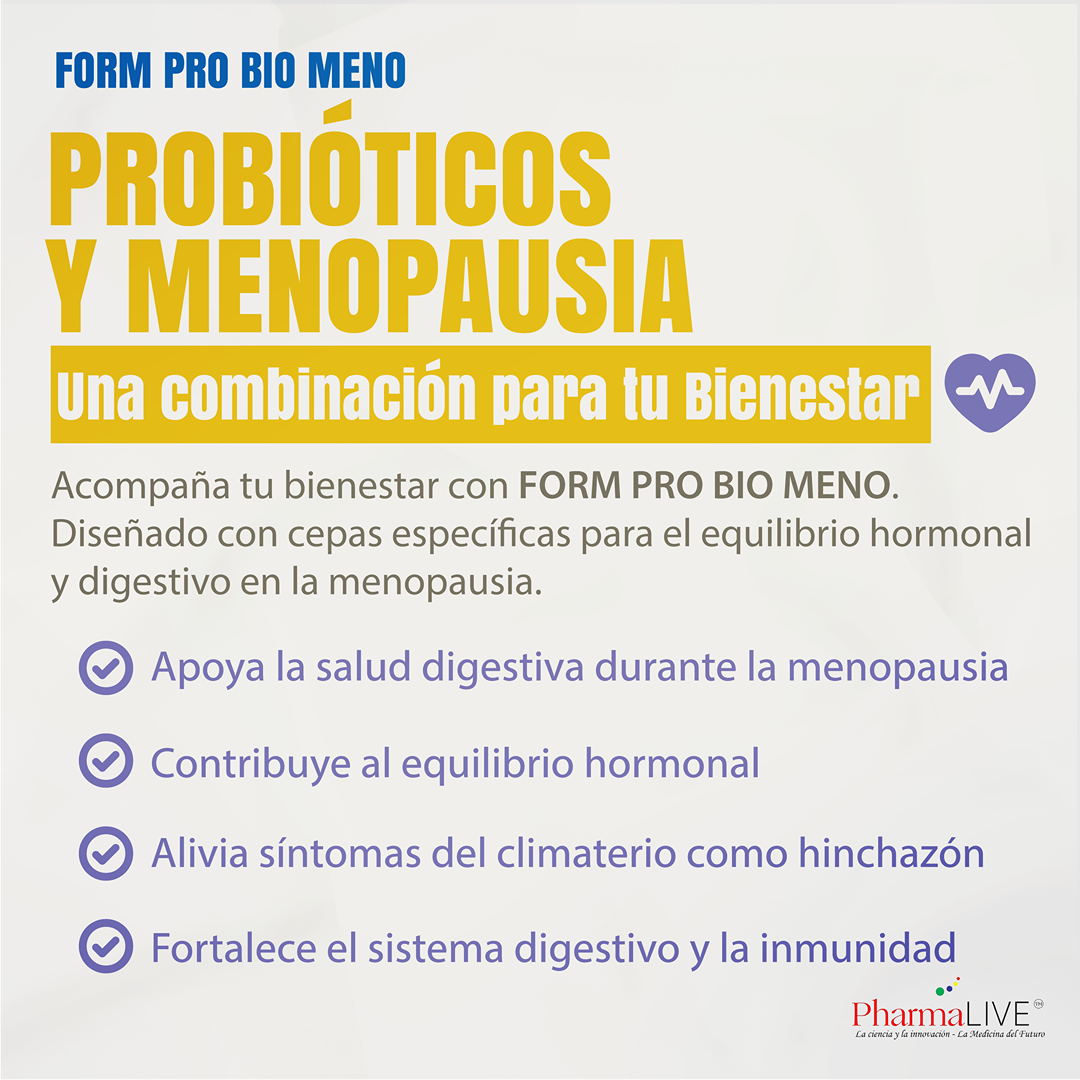 FORM PRO BIO MENO
PROBIÓTICOS
Y MENOPAUSIA
Una combinación para tu Bienestar
Acompaña tu bienestar con FORM PRO BIO MENO.
Diseñado con cepas específicas para el equilibrio hormonal
y digestivo en la menopausia.
Apoya la salud digestiva durante la menopausia
Contribuye al equilibrio hormonal
Alivia síntomas del climaterio como hinchazón
Fortalece el sistema digestivo y la inmunidad
PharmaLIVE TM
La ciencia y la innovación - La Medicina del Futuro